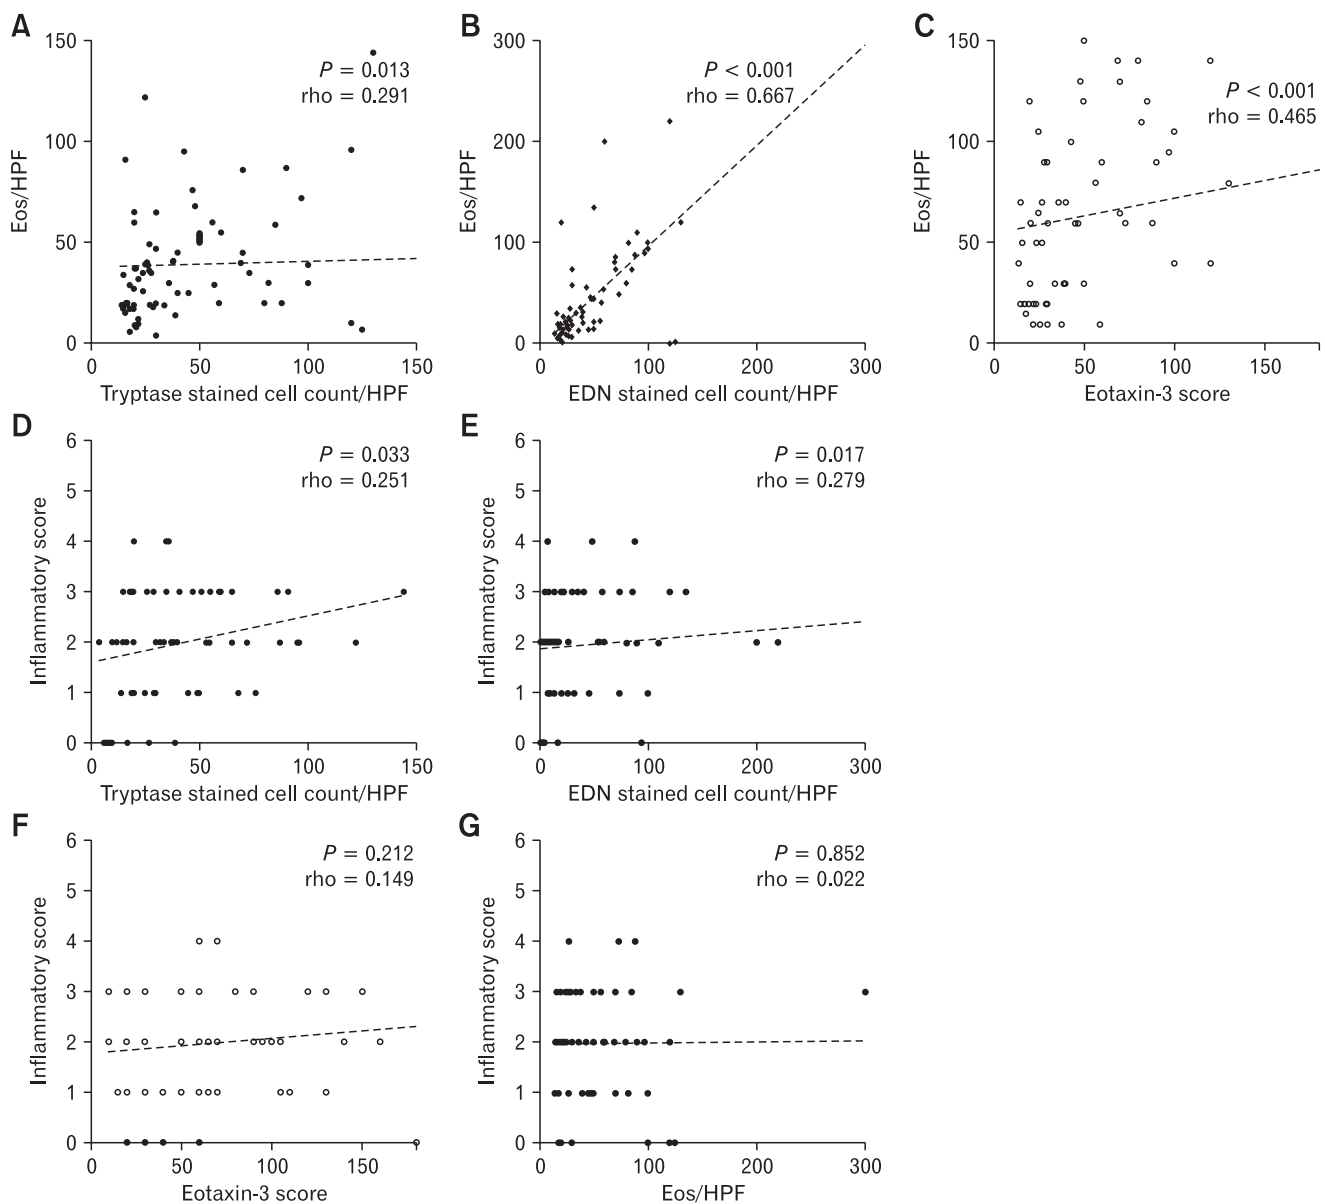 A
Eos/HPF
150
100
50
0
P = 0.013
rho = 0.291
0 50 100 150
Tryptase stained cell count/HPF
B
Eos/HPF
300
200
100
0
P < 0.001
rho = 0.667
0 100 200 300
EDN stained cell count/HPF
C
Eos/HPF
150
100
50
0
P < 0.001
rho = 0.465
0 50 100 150
Eotaxin-3 score
D
Inflammatory score
6
5
4
3
2
1
0
P = 0.033
rho = 0.251
0 50 100 150
Tryptase stained cell count/HPF
E
Inflammatory score
6
5
4
3
2
1
0
P = 0.017
rho = 0.279
0 100 200 300
EDN stained cell count/HPF
F
Inflammatory score
6
5
4
3
2
1
0
P = 0.212
rho = 0.149
0 50 100 150
Eotaxin-3 score
G
Inflammatory score
6
5
4
3
2
1
0
P = 0.852
rho = 0.022
0 100 200 300
Eos/HPF